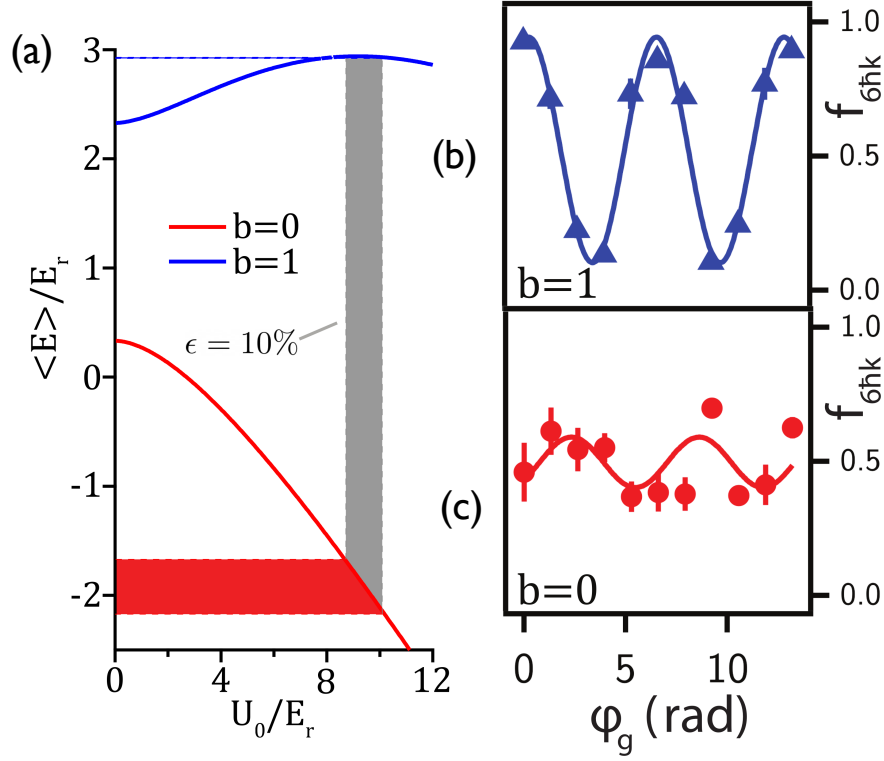 (a)
3
2
1
0
-1
-2
<E>/E_r
b=0
b=1
ϵ = 10%
0
4
8
12
U_0/E_r
(b)
b=1
1.0
0.5
0.0
f_6ħk
(c)
b=0
1.0
0.5
0.0
f_6ħk
0
5
10
φ_g (rad)